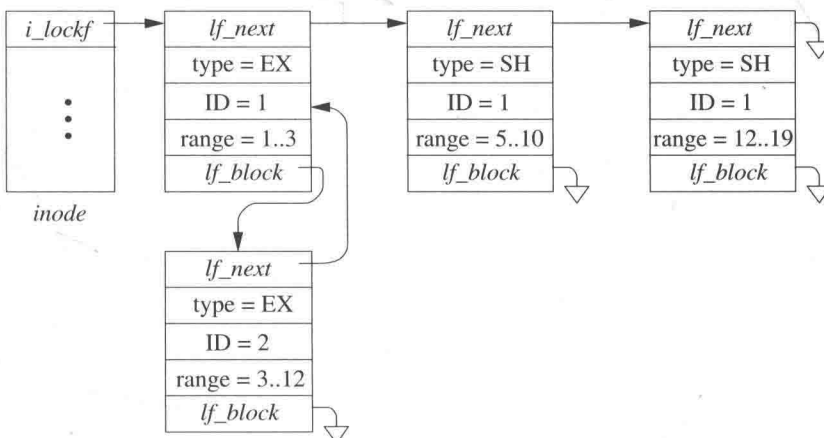 i_lockf
inode
lf_next
type = EX
ID = 1
range = 1..3
lf_block
lf_next
type = SH
ID = 1
range = 5..10
lf_block
lf_next
type = SH
ID = 1
range = 12..19
lf_block
lf_next
type = EX
ID = 2
range = 3..12
lf_block